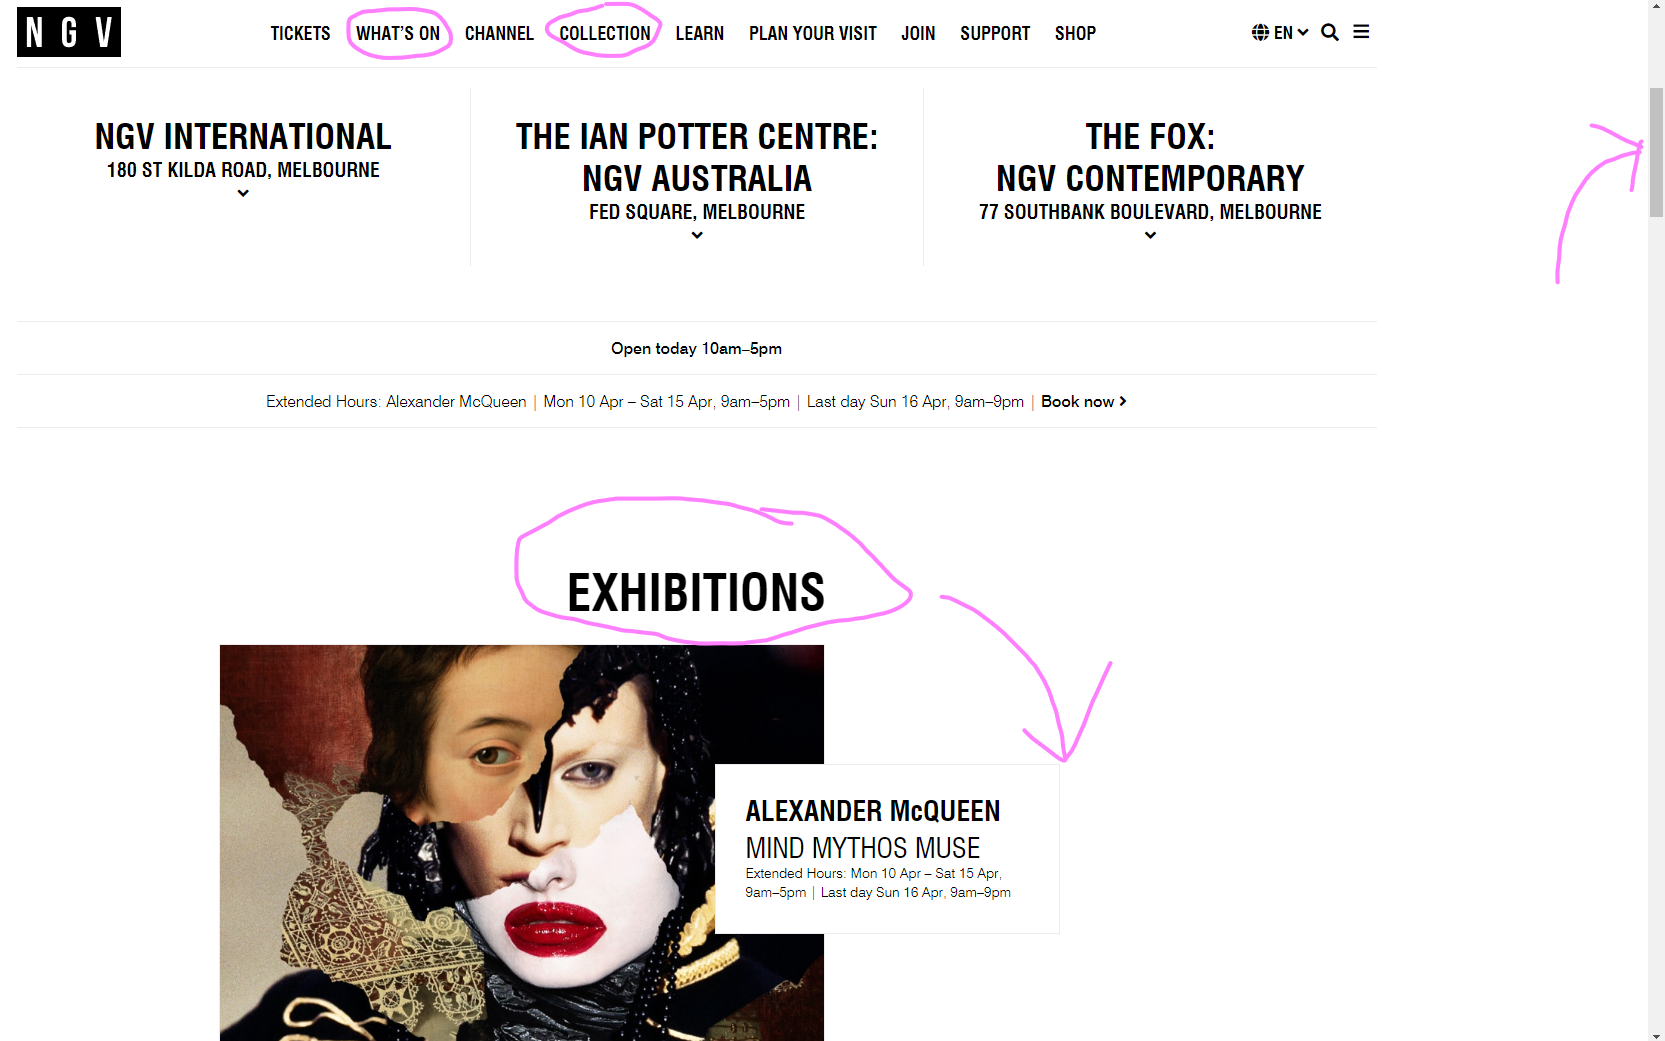 NGV
TICKETS WHAT'S ON CHANNEL COLLECTION LEARN PLAN YOUR VISIT JOIN SUPPORT SHOP EN
NGV INTERNATIONAL
180 ST KILDA ROAD, MELBOURNE
THE IAN POTTER CENTRE:
NGV AUSTRALIA
FED SQUARE, MELBOURNE
THE FOX:
NGV CONTEMPORARY
77 SOUTHBANK BOULEVARD, MELBOURNE
Open today 10am–5pm
Extended Hours: Alexander McQueen | Mon 10 Apr – Sat 15 Apr, 9am–5pm | Last day Sun 16 Apr, 9am–9pm | Book now
EXHIBITIONS
ALEXANDER McQUEEN
MIND MYTHOS MUSE
Extended Hours: Mon 10 Apr – Sat 15 Apr,
9am–5pm | Last day Sun 16 Apr, 9am–9pm